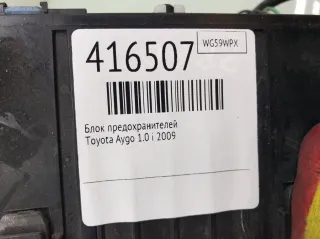 416507
WG59WPX
Блок предохранителей
Toyota Aygo 1.0 i 2009